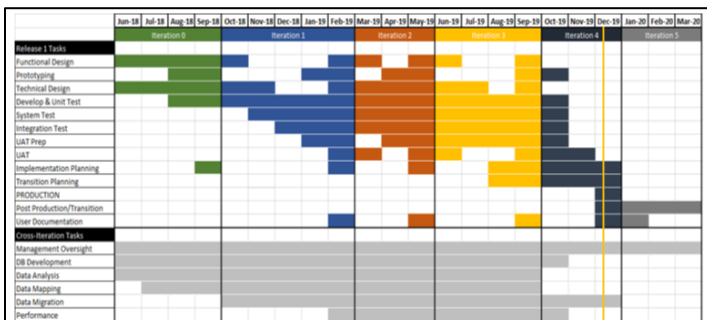 Jun-18 Jul-18 Aug-18 Sep-18 Oct-18 Nov-18 Dec-18 Jan-19 Feb-19 Mar-19 Apr-19 May-19 Jun-19 Jul-19 Aug-19 Sep-19 Oct-19 Nov-19 Dec-19 Jan-20 Feb-20 Mar-20
Iteration 0 Iteration 1 Iteration 2 Iteration 3 Iteration 4 Iteration 5
Release 1 Tasks
Functional Design
Prototyping
Technical Design
Develop & Unit Test
System Test
Integration Test
UAT Prep
UAT
Implementation Planning
Transition Planning
PRODUCTION
Post Production/Transition
User Documentation
Cross-Iteration Tasks
Management Oversight
DB Development
Data Analysis
Data Mapping
Data Migration
Performance